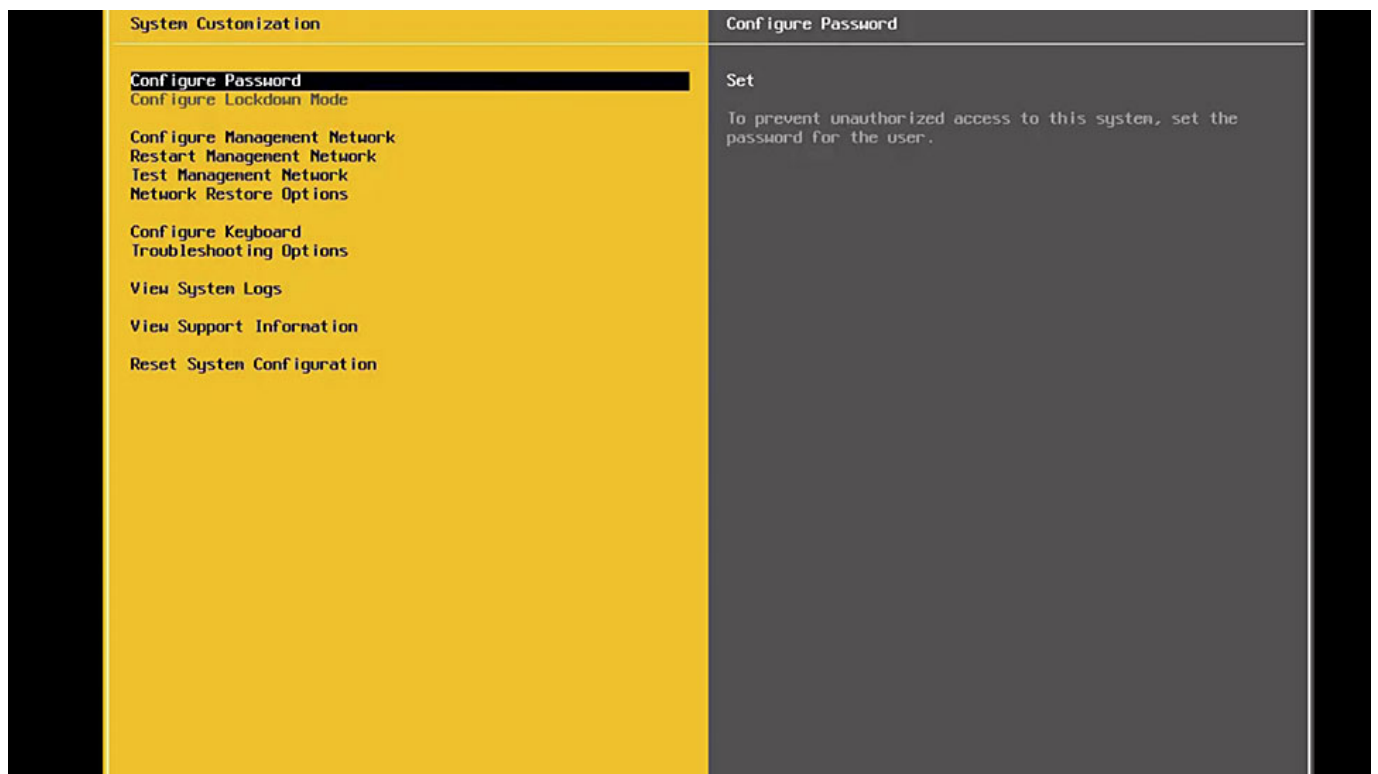 System Customization
Configure Password
Configure Password
Configure Lockdown Mode
Configure Management Network
Restart Management Network
Test Management Network
Network Restore Options
Configure Keyboard
Troubleshooting Options
View System Logs
View Support Information
Reset System Configuration
Set
To prevent unauthorized access to this system, set the
password for the user.